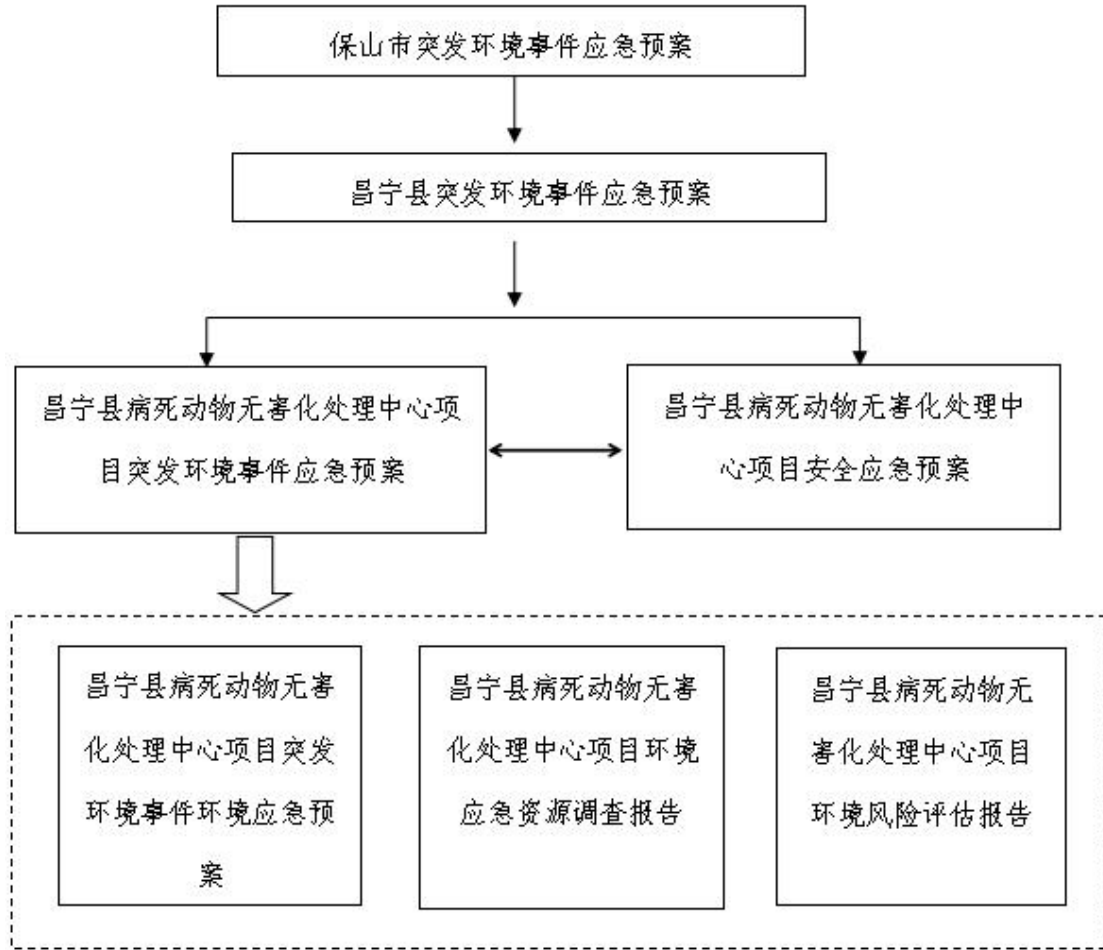 保山市突发环境事件应急预案
昌宁县突发环境事件应急预案
昌宁县病死动物无害化处理中心项
目突发环境事件应急预案
昌宁县病死动物无害化处理中
心项目安全应急预案
昌宁县病死动物无害
化处理中心项目突发
环境事件环境应急预
案
昌宁县病死动物无害
化处理中心项目环境
应急资源调查报告
昌宁县病死动物无
害化处理中心项目
环境风险评估报告